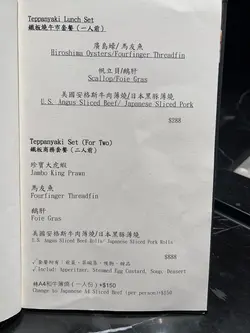 Teppanyaki Lunch Set
鐵板燒午市套餐（一人前）
廣島蠔/ 馬友魚
Hiroshima Oysters/Fourfinger Threadfin
帆立貝/鵝肝
Scallop/Foie Gras
美國安格斯牛肉薄燒/日本黑豚薄燒
U.S. Angus Sliced Beef/ Japanese Sliced Pork
$288
Teppanyaki Set (For Two)
鐵板商務套餐（二人前）
珍寶大虎蝦
Jambo King Prawn
馬友魚
Fourfinger Threadfin
鵝肝
Foie Gras
美國安格斯牛肉薄燒/日本黑豚薄燒
U.S. Angus Sliced Beef Rolls/ Japanese Sliced Pork Rolls
$888
Includ: Appetizer, Steamed Egg Custard, Soup, Dessert
轉A4和牛薄燒（一人份）+$150
Change to Japanese A4 Sliced Beef (per person)+$150